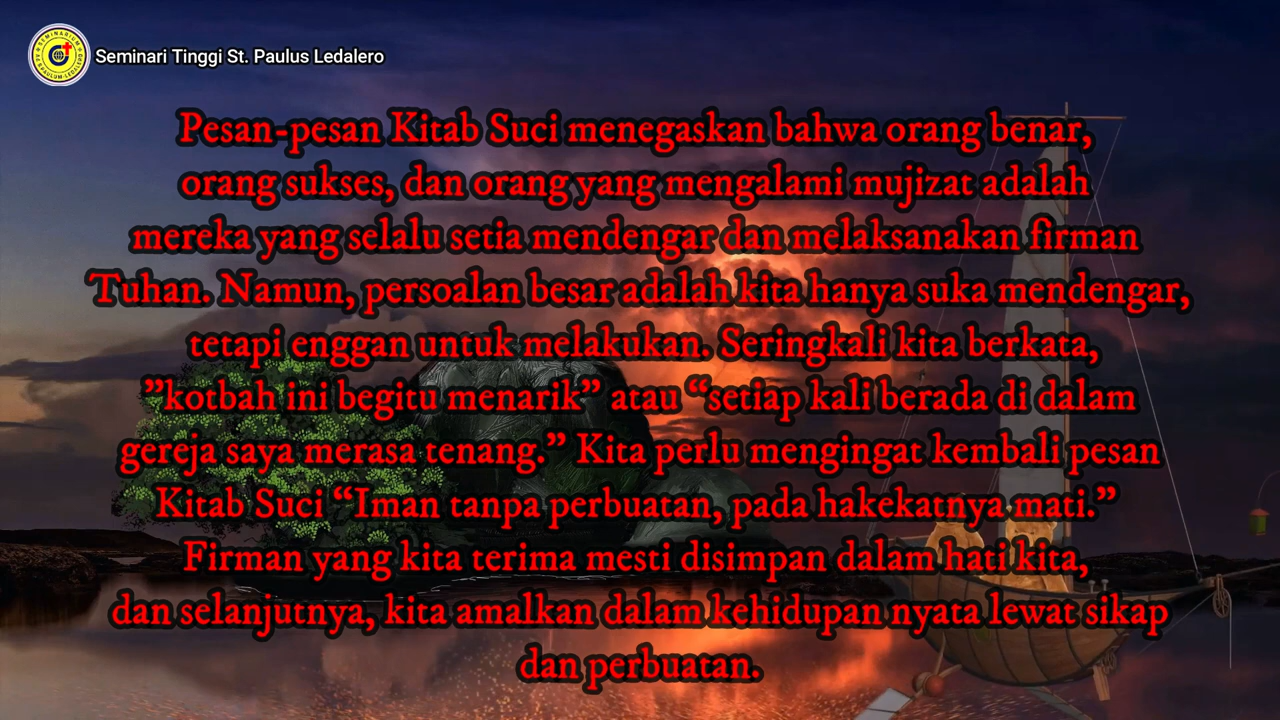 Seminari Tinggi St. Paulus Ledalero
Pesan-pesan Kitab Suci menegaskan bahwa orang benar,
orang sukses, dan orang yang mengalami mujizat adalah
mereka yang selalu setia mendengar dan melaksanakan firman
Tuhan. Namun, persoalan besar adalah kita hanya suka mendengar,
tetapi enggan untuk melakukan. Seringkali kita berkata,
”kotbah ini begitu menarik” atau “setiap kali berada di dalam
gereja saya merasa tenang.” Kita perlu mengingat kembali pesan
Kitab Suci “Iman tanpa perbuatan, pada hakekatnya mati.”
Firman yang kita terima mesti disimpan dalam hati kita,
dan selanjutnya, kita amalkan dalam kehidupan nyata lewat sikap
dan perbuatan.